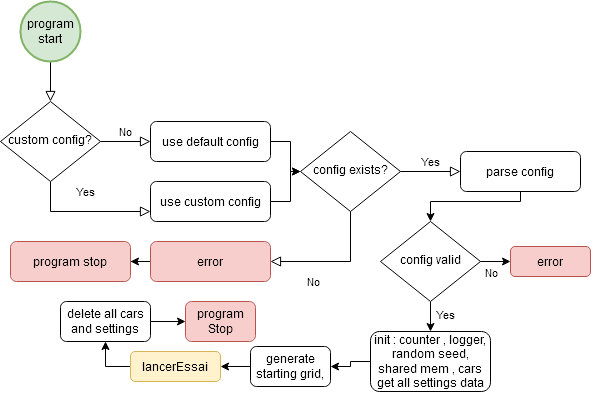 program
start
custom config?
No
use default config
Yes
use custom config
config exists?
Yes
parse config
No
error
program stop
config valid
No
error
Yes
init : counter , logger,
random seed,
shared mem , cars
get all settings data
generate
starting grid,
lancerEssai
delete all cars
and settings
program
Stop